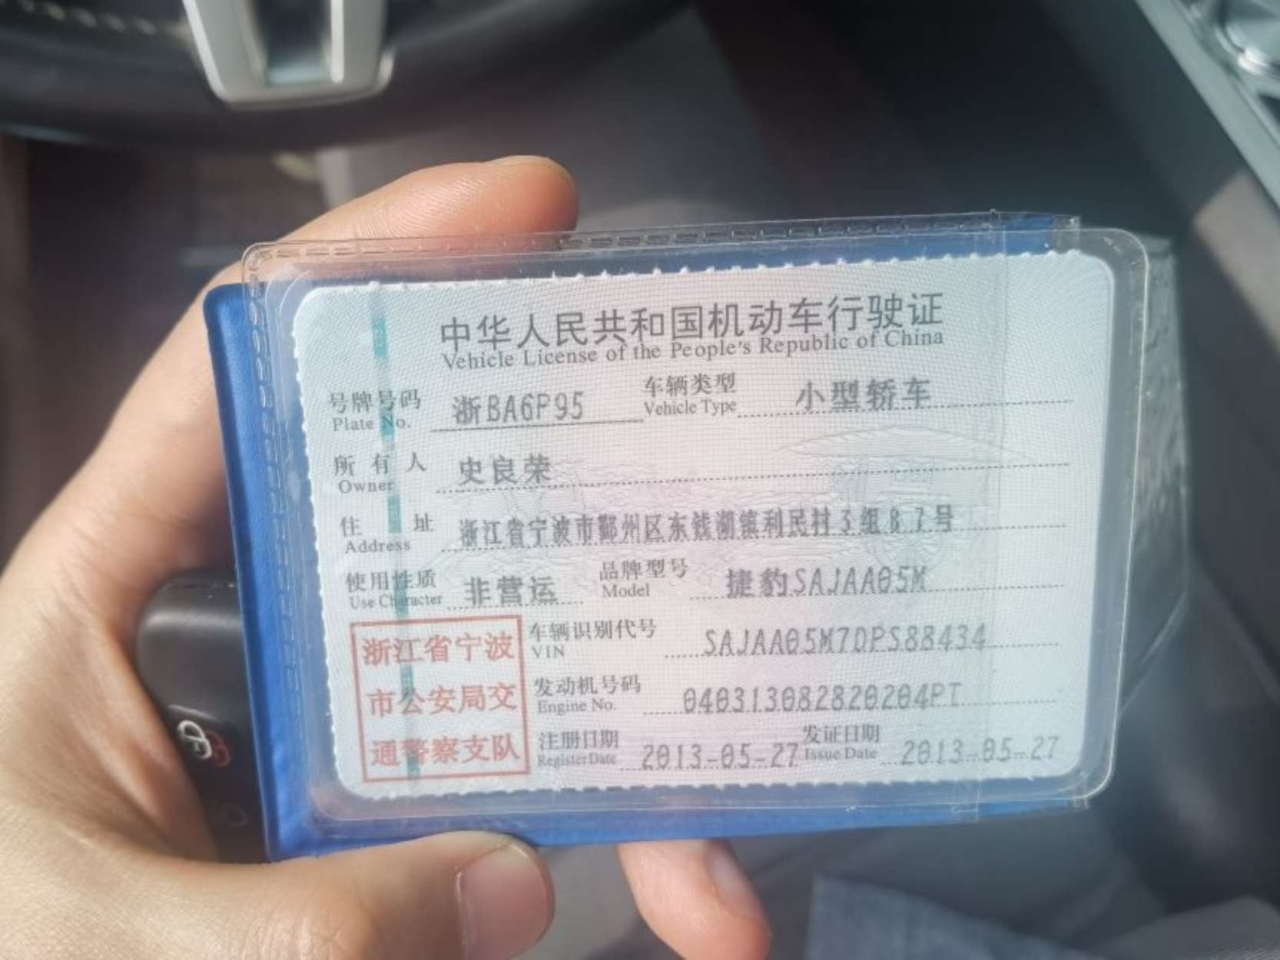 中华人民共和国机动车行驶证
Vehicle License of the People's Republic of China
号牌号码 浙BA6P95 车辆类型 小型轿车
Plate No. Vehicle Type
所有人 史良荣
Owner
住址 浙江省宁波市鄞州区东钱湖镇利民村3组87号
Address
使用性质 非营运 品牌型号 捷豹SAJAA05M
Use Character Model
浙江省宁波
市公安局交
通警察支队
车辆识别代号 SAJAA05M7DPS88434
VIN
发动机号码 040313082820204PT
Engine No.
注册日期 2013-05-27 发证日期 2013-05-27
Register Date Issue Date